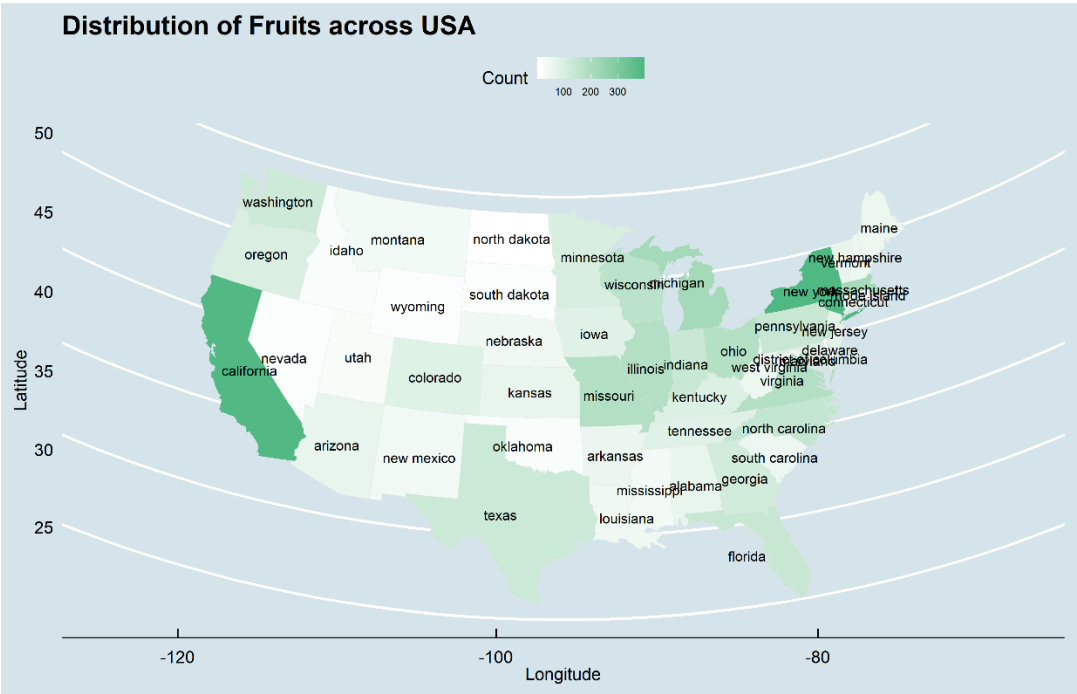 Distribution of Fruits across USA
Count
100 200 300
50
45
40
35
30
25
Latitude
washington
oregon
idaho
montana
north dakota
minnesota
maine
new hampshire
vermont
wyoming
south dakota
wisconsin
michigan
new york
massachusetts
rhode island
connecticut
nebraska
iowa
pennsylvania
new jersey
nevada
utah
california
colorado
illinois
indiana
ohio
delaware
district of columbia
maryland
west virginia
virginia
kansas
missouri
kentucky
arizona
new mexico
oklahoma
arkansas
tennessee
north carolina
south carolina
texas
louisiana
mississippi
alabama
georgia
florida
-120
-100
-80
Longitude